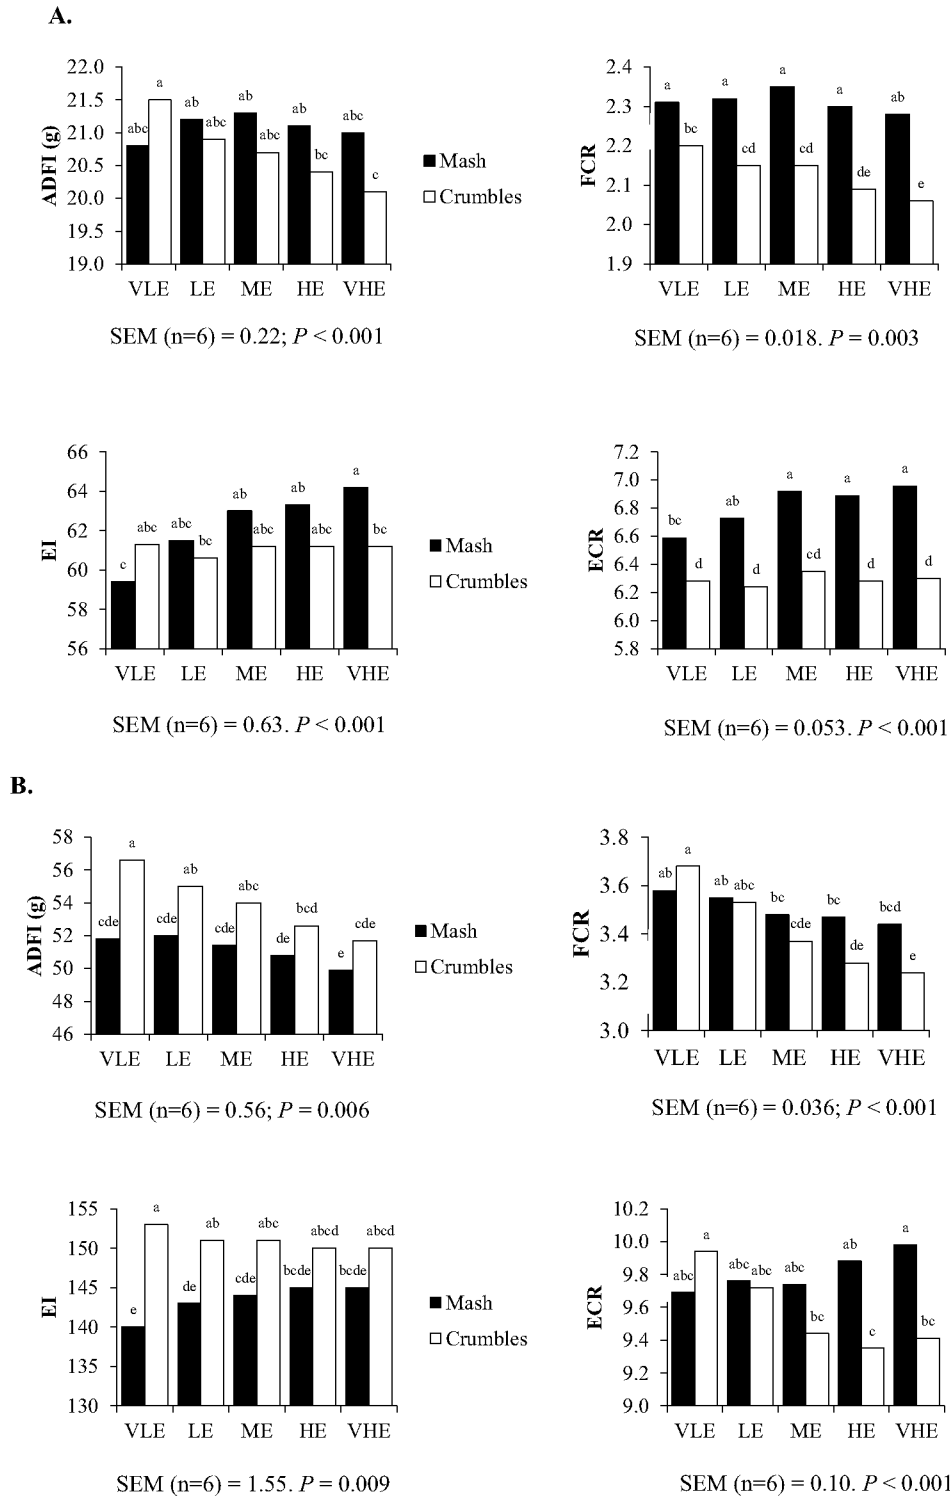 A.
22.0
21.5
21.0
20.5
20.0
19.5
19.0
ADFI (g)
abc a ab abc ab abc ab bc abc c
VLE LE ME HE VHE
Mash
Crumbles
SEM (n=6) = 0.22; P < 0.001
2.4
2.3
2.2
2.1
2.0
1.9
FCR
a bc a cd a cd a de ab e
VLE LE ME HE VHE
SEM (n=6) = 0.018. P = 0.003
66
64
62
60
58
56
EI
c abc abc bc ab abc ab abc a bc
VLE LE ME HE VHE
Mash
Crumbles
SEM (n=6) = 0.63. P < 0.001
7.2
7.0
6.8
6.6
6.4
6.2
6.0
5.8
ECR
bc d ab d a cd a d a d
VLE LE ME HE VHE
SEM (n=6) = 0.053. P < 0.001
B.
58
56
54
52
50
48
46
ADFI (g)
cde a cde ab cde abc de bcd e cde
VLE LE ME HE VHE
Mash
Crumbles
SEM (n=6) = 0.56; P = 0.006
3.8
3.6
3.4
3.2
3.0
FCR
ab a ab abc bc cde bc de bcd e
VLE LE ME HE VHE
SEM (n=6) = 0.036; P < 0.001
155
150
145
140
135
130
EI
e a de ab cde abc bcde abcd bcde abcd
VLE LE ME HE VHE
Mash
Crumbles
SEM (n=6) = 1.55. P = 0.009
10.2
10.0
9.8
9.6
9.4
9.2
9.0
ECR
abc a abc abc abc bc ab c a bc
VLE LE ME HE VHE
SEM (n=6) = 0.10. P < 0.001